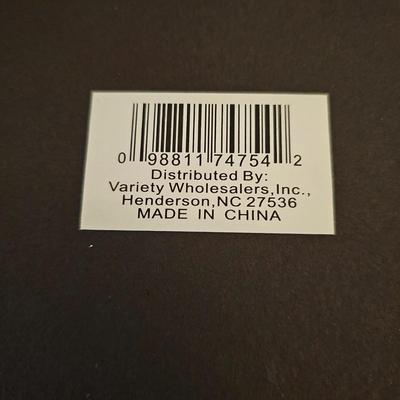 0 98811 74754 2
Distributed By:
Variety Wholesalers,Inc.,
Henderson,NC 27536
MADE IN CHINA